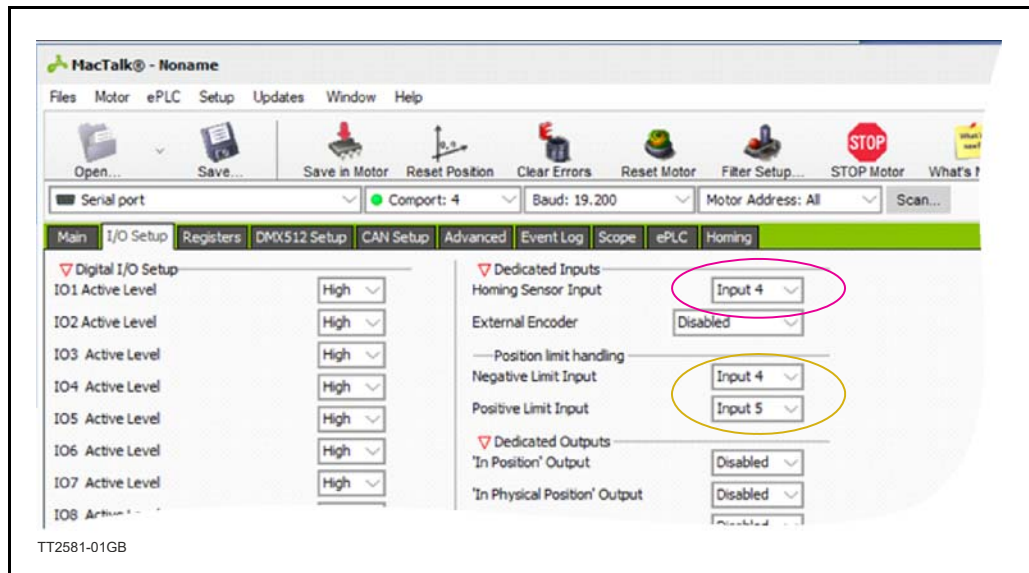 MacTalk® - Noname
Files Motor ePLC Setup Updates Window Help
Open... Save... Save in Motor Reset Position Clear Errors Reset Motor Filter Setup... STOP Motor What's
STOP
Serial port Comport: 4 Baud: 19.200 Motor Address: All Scan...
Main I/O Setup Registers DMX512 Setup CAN Setup Advanced Event Log Scope ePLC Homing
Digital I/O Setup
IO1 Active Level High
IO2 Active Level High
IO3 Active Level High
IO4 Active Level High
IO5 Active Level High
IO6 Active Level High
IO7 Active Level High
IO8
Dedicated Inputs
Homing Sensor Input Input 4
External Encoder Disabled
Position limit handling
Negative Limit Input Input 4
Positive Limit Input Input 5
Dedicated Outputs
'In Position' Output Disabled
'In Physical Position' Output Disabled
TT2581-01GB